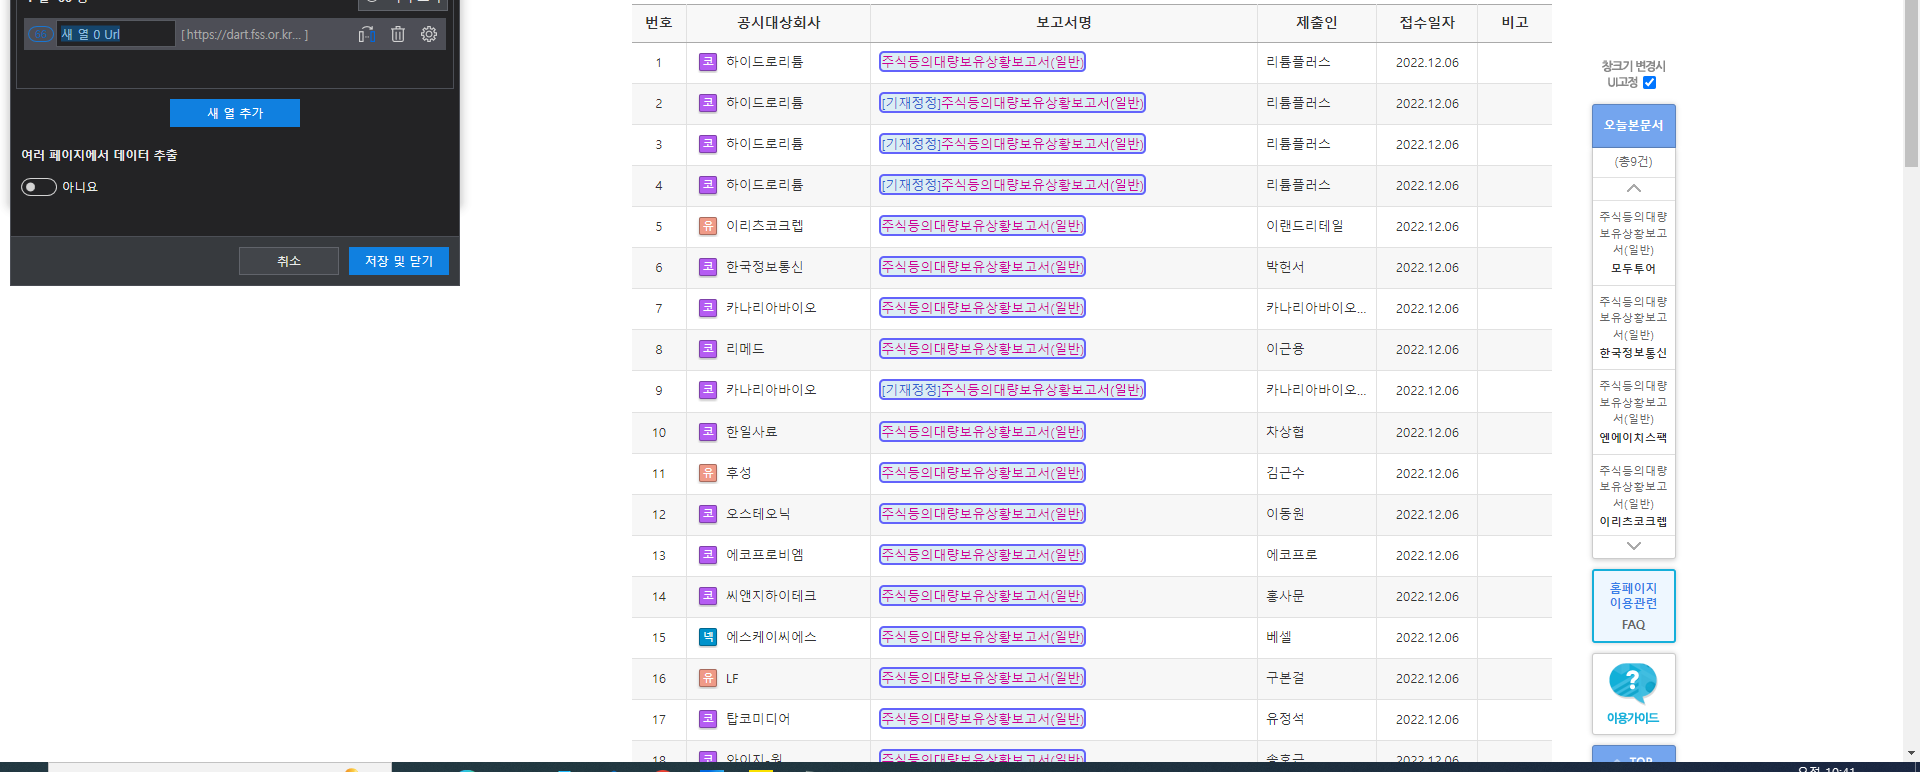 새 열 0 Url [ https://dart.fss.or.kr... ]
새 열 추가
여러 페이지에서 데이터 추출
아니요
취소 저장 및 닫기
번호 공시대상회사 보고서명 제출인 접수일자 비고
1 코 하이드로리튬 주식등의대량보유상황보고서(일반) 리튬플러스 2022.12.06
2 코 하이드로리튬 [기재정정]주식등의대량보유상황보고서(일반) 리튬플러스 2022.12.06
3 코 하이드로리튬 [기재정정]주식등의대량보유상황보고서(일반) 리튬플러스 2022.12.06
4 코 하이드로리튬 [기재정정]주식등의대량보유상황보고서(일반) 리튬플러스 2022.12.06
5 유 이리츠코크렙 주식등의대량보유상황보고서(일반) 이랜드리테일 2022.12.06
6 코 한국정보통신 주식등의대량보유상황보고서(일반) 박헌서 2022.12.06
7 코 카나리아바이오 주식등의대량보유상황보고서(일반) 카나리아바이오... 2022.12.06
8 코 리메드 주식등의대량보유상황보고서(일반) 이근용 2022.12.06
9 코 카나리아바이오 [기재정정]주식등의대량보유상황보고서(일반) 카나리아바이오... 2022.12.06
10 코 한일사료 주식등의대량보유상황보고서(일반) 차상협 2022.12.06
11 유 후성 주식등의대량보유상황보고서(일반) 김근수 2022.12.06
12 코 오스테오닉 주식등의대량보유상황보고서(일반) 이동원 2022.12.06
13 코 에코프로비엠 주식등의대량보유상황보고서(일반) 에코프로 2022.12.06
14 코 씨앤지하이테크 주식등의대량보유상황보고서(일반) 홍사문 2022.12.06
15 넥 에스케이씨에스 주식등의대량보유상황보고서(일반) 베셀 2022.12.06
16 유 LF 주식등의대량보유상황보고서(일반) 구본걸 2022.12.06
17 코 탑코미디어 주식등의대량보유상황보고서(일반) 유정석 2022.12.06
18 코 와이지-원 주식등의대량보유상황보고서(일반) 송호근 2022.12.06
창크기 변경시
UI고정
오늘본문서
(총9건)
주식등의대량
보유상황보고
서(일반)
모두투어
주식등의대량
보유상황보고
서(일반)
한국정보통신
주식등의대량
보유상황보고
서(일반)
엔에이치스팩
주식등의대량
보유상황보고
서(일반)
이리츠코크렙
홈페이지
이용관련
FAQ
?
이용가이드
TOP
오전 10:41